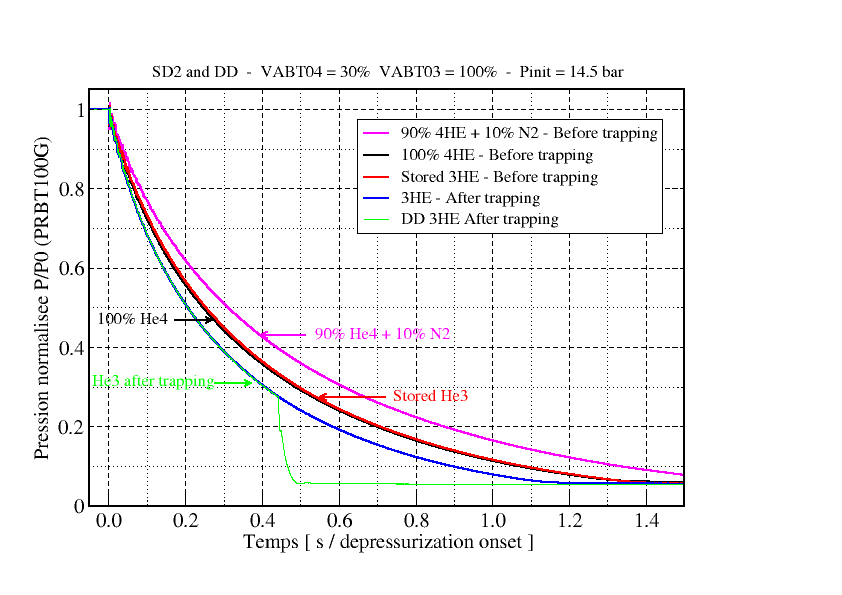 SD2 and DD - VABT04 = 30% VABT03 = 100% - Pinit = 14.5 bar
Pression normalisee P/P0 (PRBT100G)
1
0.8
0.6
0.4
0.2
0
90% 4HE + 10% N2 - Before trapping
100% 4HE - Before trapping
Stored 3HE - Before trapping
3HE - After trapping
DD 3HE After trapping
100% He4
90% He4 + 10% N2
He3 after trapping
Stored He3
0.0 0.2 0.4 0.6 0.8 1.0 1.2 1.4
Temps [ s / depressurization onset ]